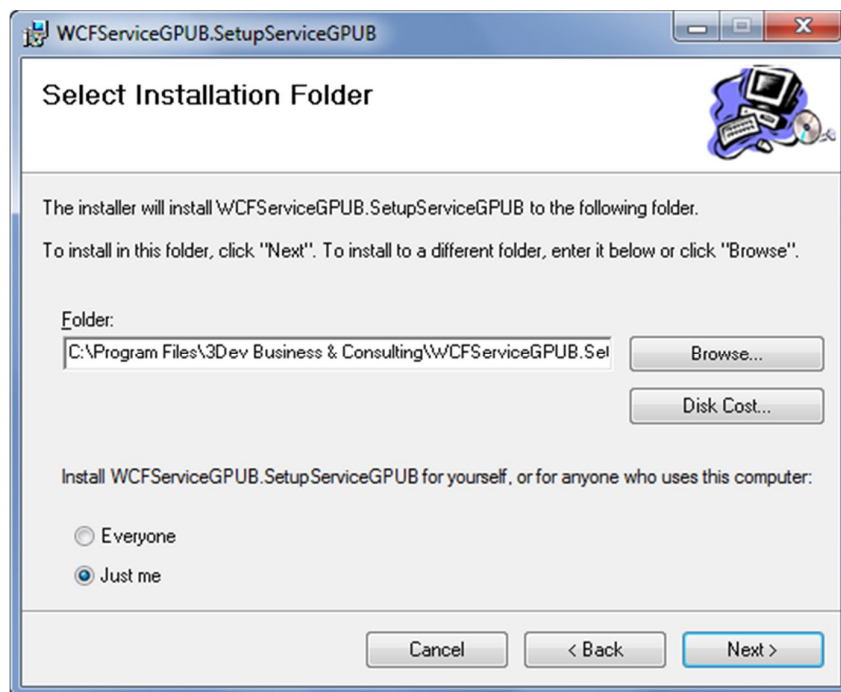 WCFServiceGPUB.SetupServiceGPUB
Select Installation Folder
The installer will install WCFServiceGPUB.SetupServiceGPUB to the following folder.
To install in this folder, click "Next". To install to a different folder, enter it below or click "Browse".
Folder:
C:\Program Files\3Dev Business & Consulting\WCFServiceGPUB.Set
Browse...
Disk Cost...
Install WCFServiceGPUB.SetupServiceGPUB for yourself, or for anyone who uses this computer:
Everyone
Just me
Cancel
< Back
Next >